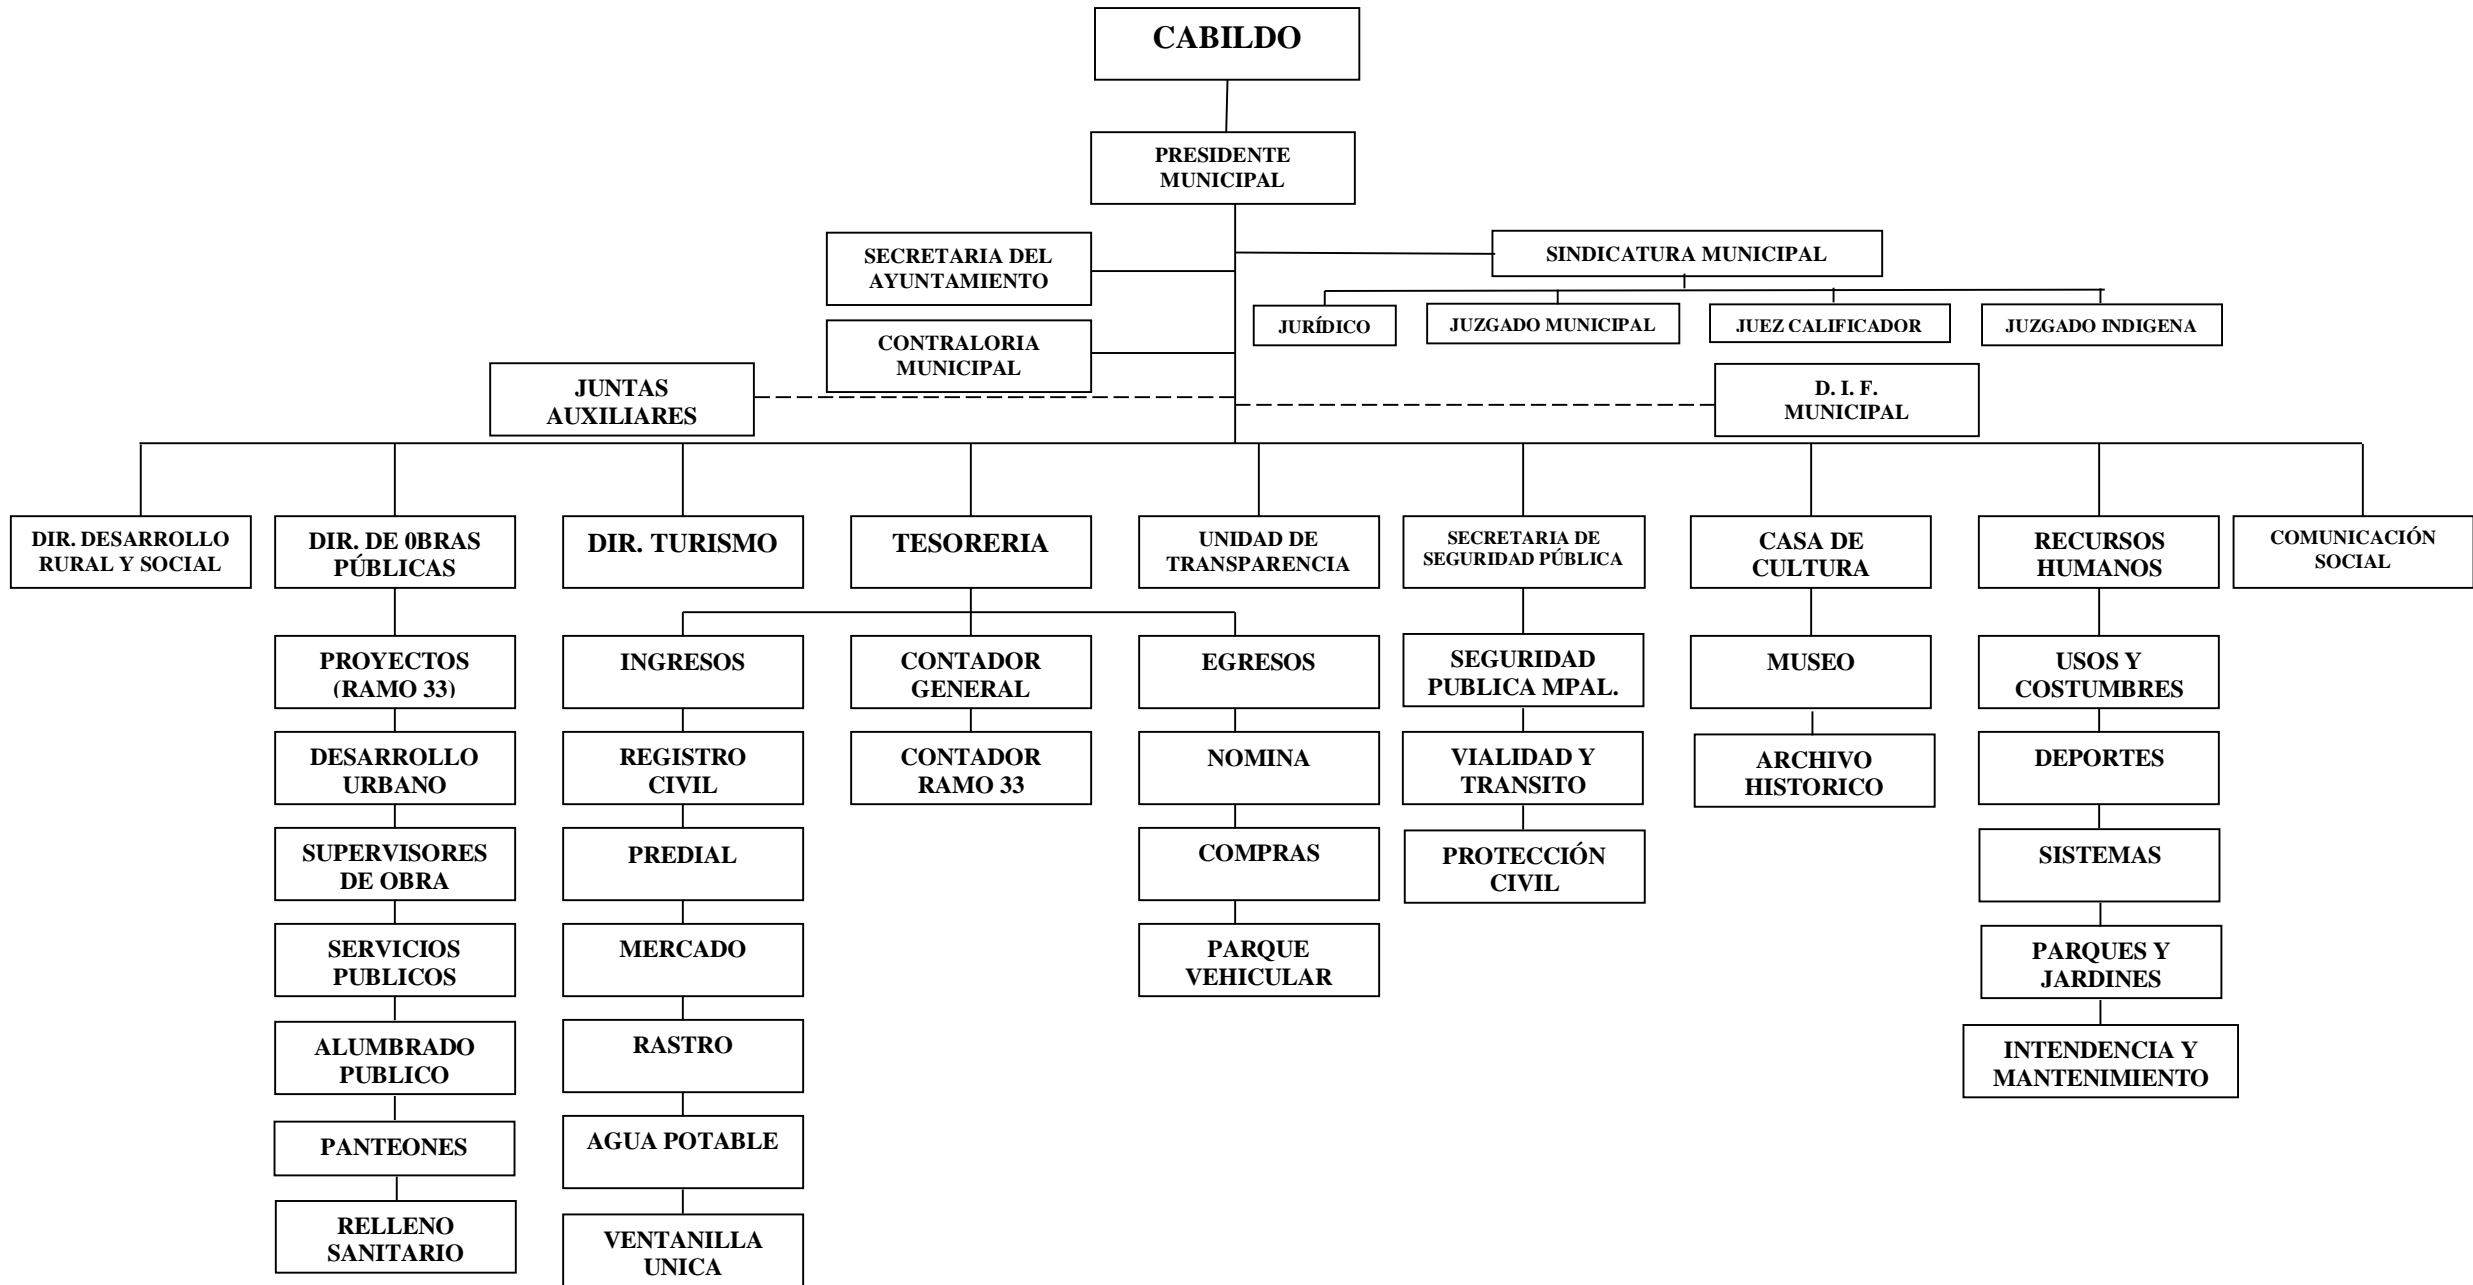 CABILDO
PRESIDENTE
MUNICIPAL
SECRETARIA DEL
AYUNTAMIENTO
SINDICATURA MUNICIPAL
JURÍDICO
JUZGADO MUNICIPAL
JUEZ CALIFICADOR
JUZGADO INDIGENA
CONTRALORIA
MUNICIPAL
JUNTAS
AUXILIARES
D. I. F.
MUNICIPAL
DIR. DESARROLLO
RURAL Y SOCIAL
DIR. DE 0BRAS
PÚBLICAS
DIR. TURISMO
TESORERIA
UNIDAD DE
TRANSPARENCIA
SECRETARIA DE
SEGURIDAD PÚBLICA
CASA DE
CULTURA
RECURSOS
HUMANOS
COMUNICACIÓN
SOCIAL
PROYECTOS
(RAMO 33)
INGRESOS
CONTADOR
GENERAL
EGRESOS
SEGURIDAD
PUBLICA MPAL.
MUSEO
USOS Y
COSTUMBRES
DESARROLLO
URBANO
REGISTRO
CIVIL
CONTADOR
RAMO 33
NOMINA
VIALIDAD Y
TRANSITO
ARCHIVO
HISTORICO
DEPORTES
SUPERVISORES
DE OBRA
PREDIAL
COMPRAS
PROTECCIÓN
CIVIL
SISTEMAS
SERVICIOS
PUBLICOS
MERCADO
PARQUE
VEHICULAR
PARQUES Y
JARDINES
ALUMBRADO
PUBLICO
RASTRO
INTENDENCIA Y
MANTENIMIENTO
PANTEONES
AGUA POTABLE
RELLENO
SANITARIO
VENTANILLA
UNICA